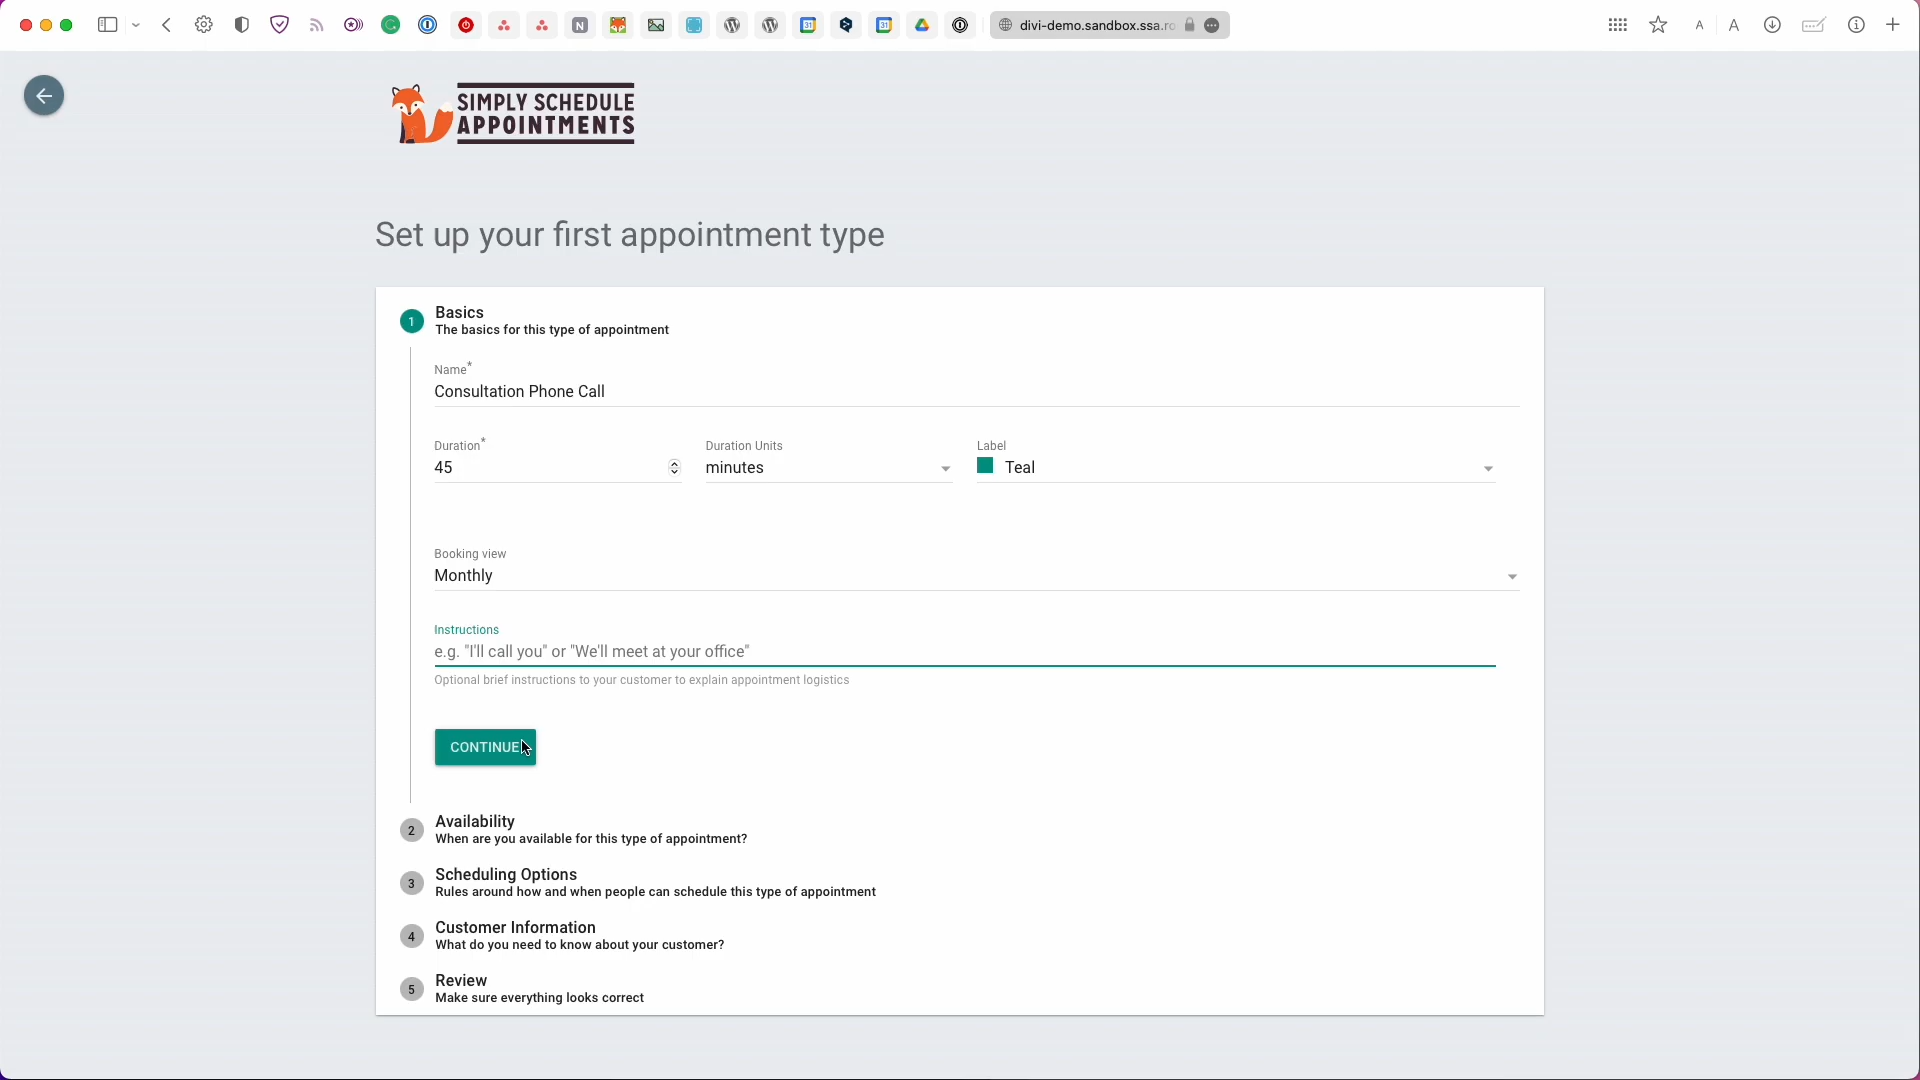 divi-demo.sandbox.ssa.ro
A A
SIMPLY SCHEDULE
APPOINTMENTS
Set up your first appointment type
1 Basics
The basics for this type of appointment
Name*
Consultation Phone Call
Duration* Duration Units Label
45 minutes Teal
Booking view
Monthly
Instructions
e.g. "I'll call you" or "We'll meet at your office"
Optional brief instructions to your customer to explain appointment logistics
CONTINUE
2 Availability
When are you available for this type of appointment?
3 Scheduling Options
Rules around how and when people can schedule this type of appointment
4 Customer Information
What do you need to know about your customer?
5 Review
Make sure everything looks correct